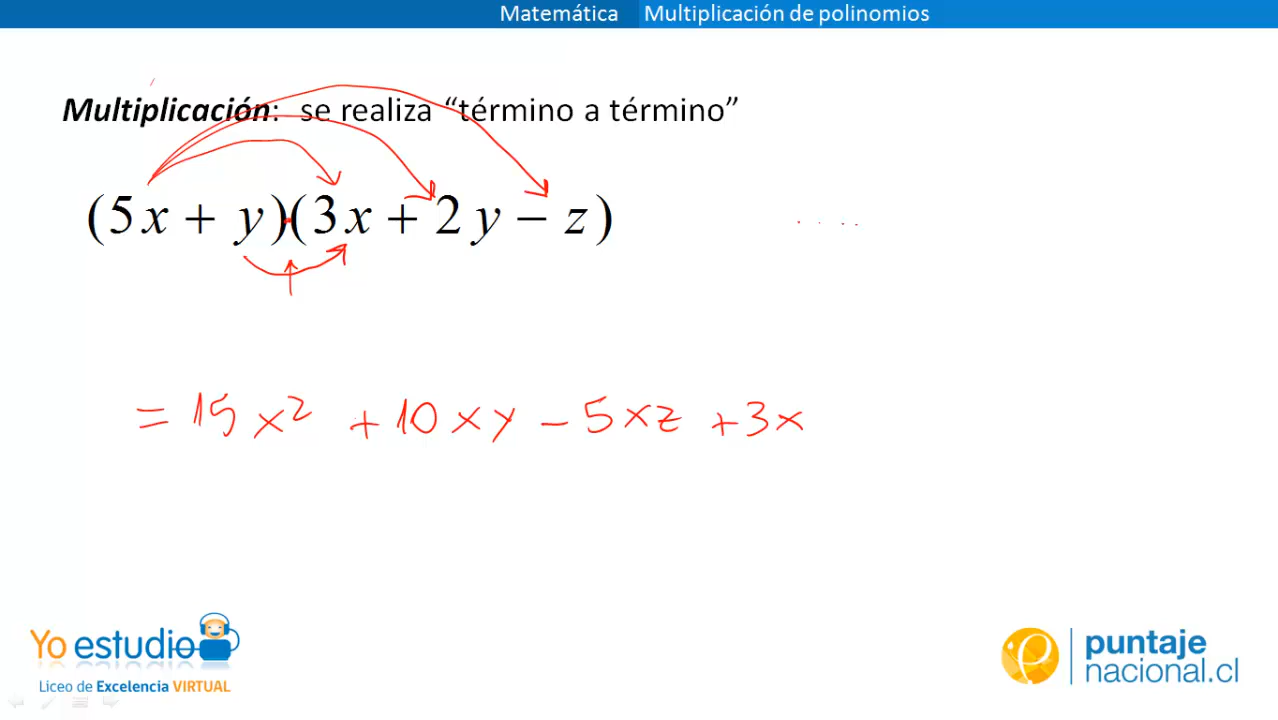 Matemática Multiplicación de polinomios
Multiplicación: se realiza “término a término”
(5x + y)(3x + 2y − z)
= 15x² + 10xy − 5xz + 3x
Yo estudio
Liceo de Excelencia VIRTUAL
puntaje
nacional.cl